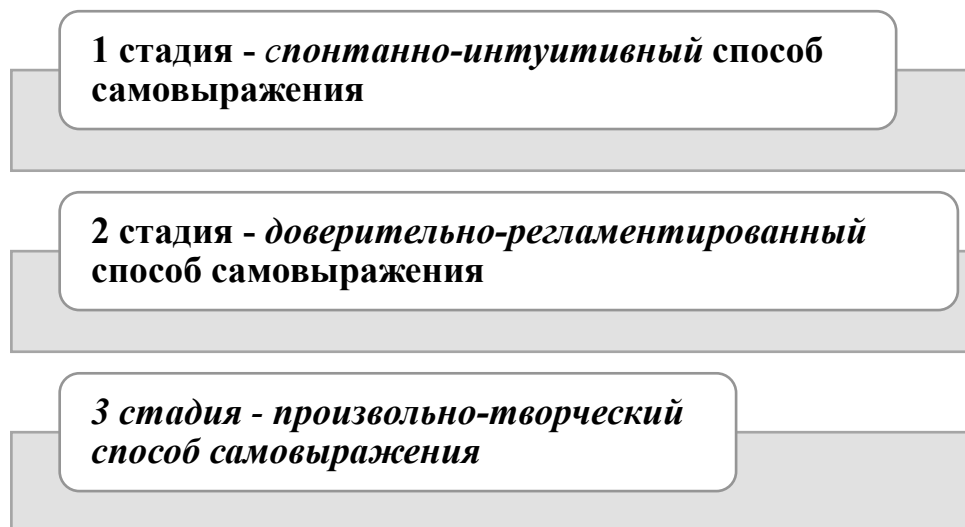 1 стадия - спонтанно-интуитивный способ
самовыражения
2 стадия - доверительно-регламентированный
способ самовыражения
3 стадия - произвольно-творческий
способ самовыражения